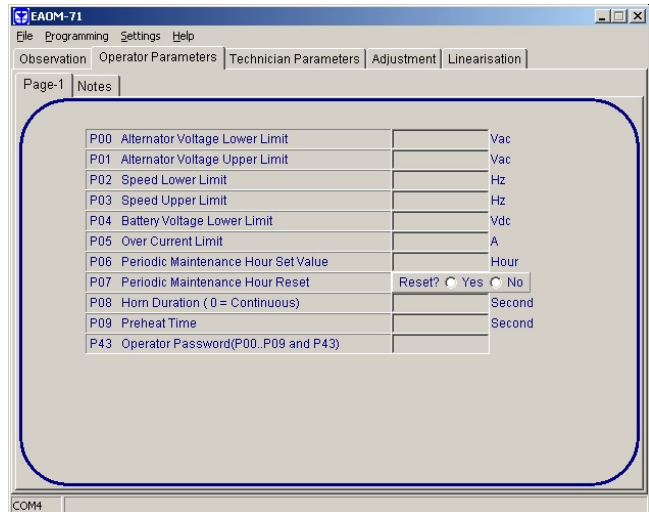 EAOM-71
File Programming Settings Help
Observation Operator Parameters Technician Parameters Adjustment Linearisation
Page-1 Notes
P00 Alternator Voltage Lower Limit Vac
P01 Alternator Voltage Upper Limit Vac
P02 Speed Lower Limit Hz
P03 Speed Upper Limit Hz
P04 Battery Voltage Lower Limit Vdc
P05 Over Current Limit A
P06 Periodic Maintenance Hour Set Value Hour
P07 Periodic Maintenance Hour Reset Reset? Yes No
P08 Horn Duration ( 0 = Continuous) Second
P09 Preheat Time Second
P43 Operator Password(P00..P09 and P43)
COM4